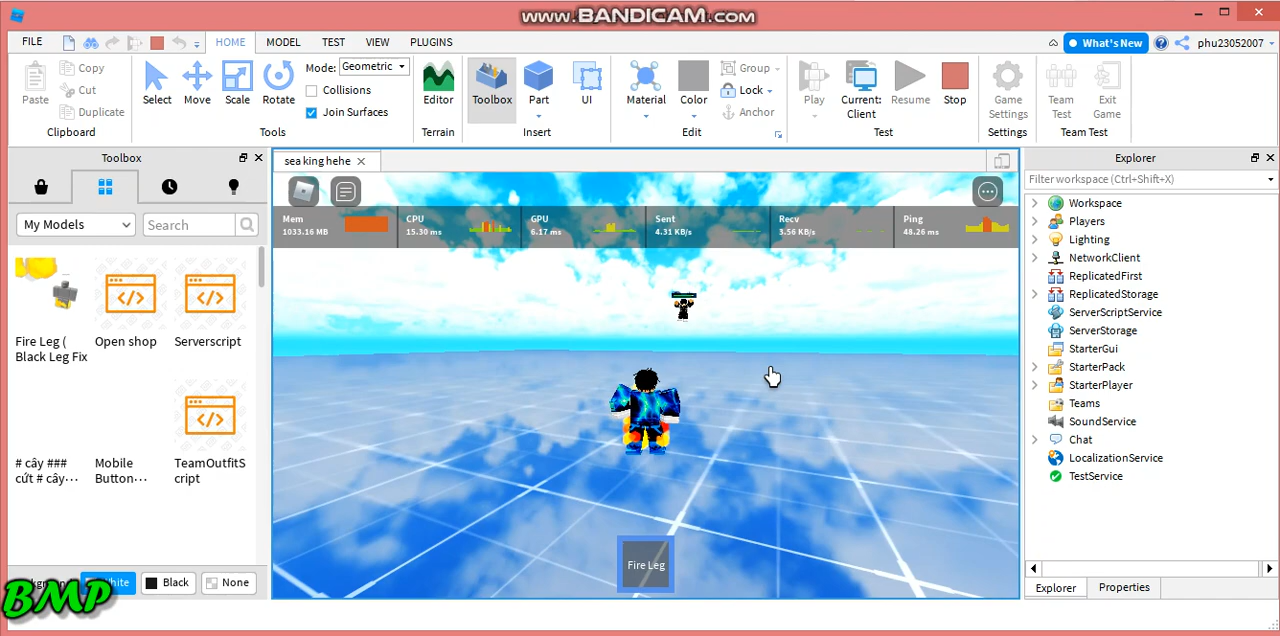 www.BANDICAM.com
FILE HOME MODEL TEST VIEW PLUGINS What's New phu23052007
Paste Copy Cut Duplicate
Select Move Scale Rotate
Mode: Geometric
Collisions
Join Surfaces
Editor Toolbox Part UI
Material Color Group Lock Anchor
Play Current: Client Resume Stop
Game Settings Team Test Exit Game
Clipboard Tools Terrain Insert Edit Test Settings Team Test
Toolbox
My Models Search
Fire Leg ( Black Leg Fix
Open shop
Serverscript
# cây ### cứt # cây...
Mobile Button...
TeamOutfitS cript
White Black None
BMP
sea king hehe
Mem 1033.16 MB
CPU 15.30 ms
GPU 6.17 ms
Sent 4.31 KB/s
Recv 3.56 KB/s
Ping 48.26 ms
Fire Leg
Explorer
Filter workspace (Ctrl+Shift+X)
Workspace
Players
Lighting
NetworkClient
ReplicatedFirst
ReplicatedStorage
ServerScriptService
ServerStorage
StarterGui
StarterPack
StarterPlayer
Teams
SoundService
Chat
LocalizationService
TestService
Explorer Properties